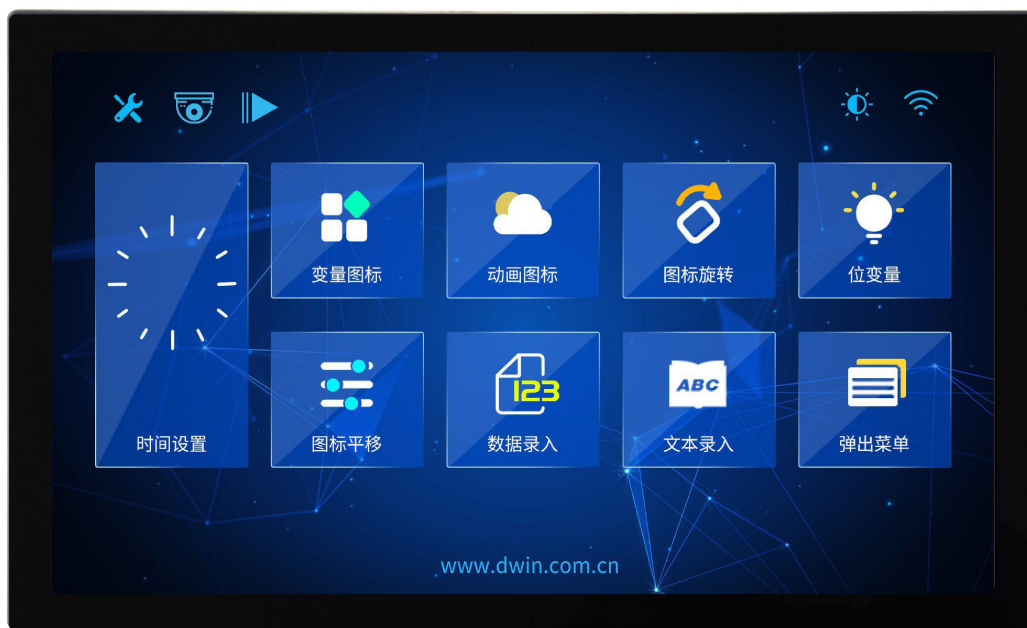 变量图标
动画图标
图标旋转
位变量
时间设置
图标平移
123
数据录入
ABC
文本录入
弹出菜单
www.dwin.com.cn